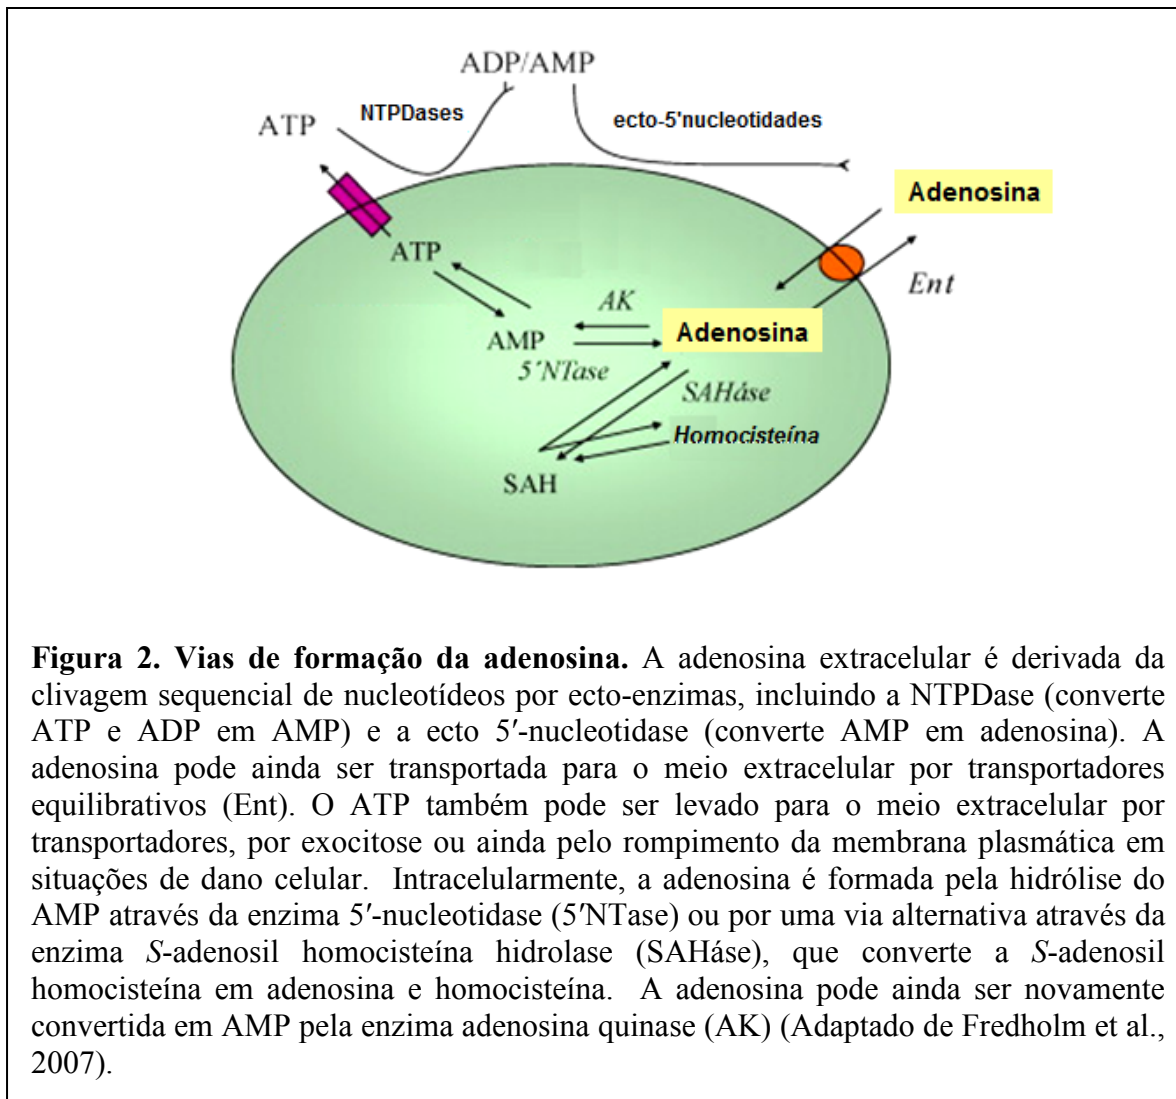 ADP/AMP
NTPDases
ecto-5'nucleotidades
ATP
Adenosina
ATP
Ent
AK
AMP
Adenosina
5´NTase
SAHáse
Homocisteína
SAH
Figura 2. Vias de formação da adenosina. A adenosina extracelular é derivada da
clivagem sequencial de nucleotídeos por ecto-enzimas, incluindo a NTPDase (converte
ATP e ADP em AMP) e a ecto 5′-nucleotidase (converte AMP em adenosina). A
adenosina pode ainda ser transportada para o meio extracelular por transportadores
equilibrativos (Ent). O ATP também pode ser levado para o meio extracelular por
transportadores, por exocitose ou ainda pelo rompimento da membrana plasmática em
situações de dano celular. Intracelularmente, a adenosina é formada pela hidrólise do
AMP através da enzima 5′-nucleotidase (5′NTase) ou por uma via alternativa através da
enzima S-adenosil homocisteína hidrolase (SAHáse), que converte a S-adenosil
homocisteína em adenosina e homocisteína. A adenosina pode ainda ser novamente
convertida em AMP pela enzima adenosina quinase (AK) (Adaptado de Fredholm et al.,
2007).